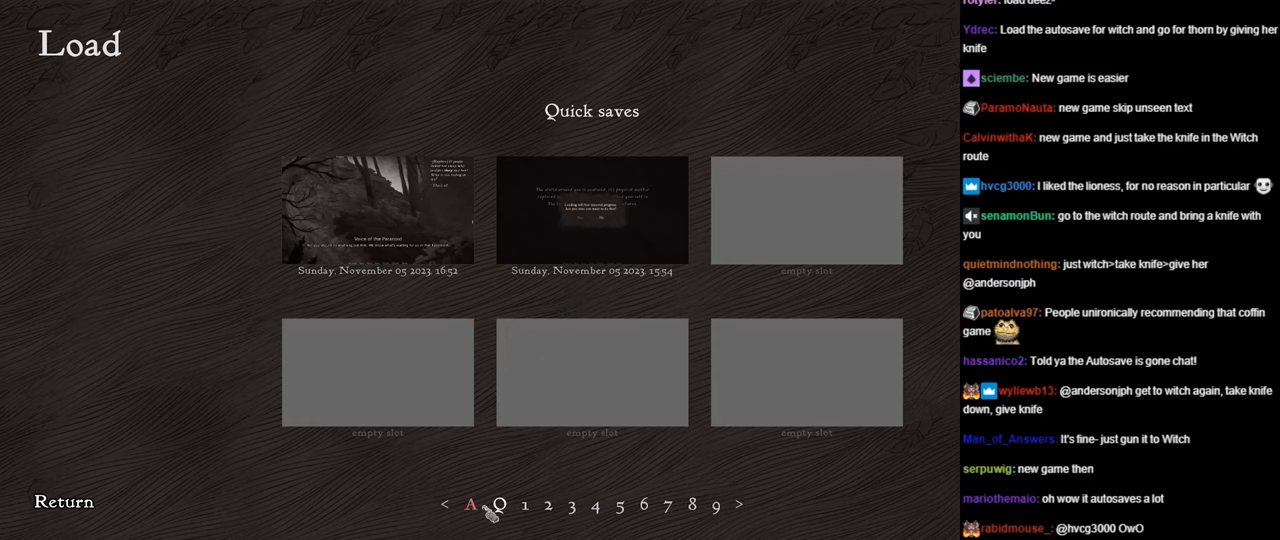 Load
Quick saves
Voice of the Paranoid
Sunday, November 05 2023, 16:52
Sunday, November 05 2023, 15:54
empty slot
empty slot
empty slot
empty slot
Return
< A Q 1 2 3 4 5 6 7 8 9 >
rotyler: load deez-
Ydrec: Load the autosave for witch and go for thorn by giving her
knife
sciembe: New game is easier
ParamoNauta: new game skip unseen text
CalvinwithaK: new game and just take the knife in the Witch
route
hvcg3000: I liked the lioness, for no reason in particular
senamonBun: go to the witch route and bring a knife with
you
quietmindnothing: just witch>take knife>give her
@andersonjph
patoalva97: People unironically recommending that coffin
game
hassanico2: Told ya the Autosave is gone chat!
wyliewb13: @andersonjph get to witch again, take knife
down, give knife
Man_of_Answers: It's fine- just gun it to Witch
serpuwig: new game then
mariothemaio: oh wow it autosaves a lot
rabidmouse_: @hvcg3000 OwO